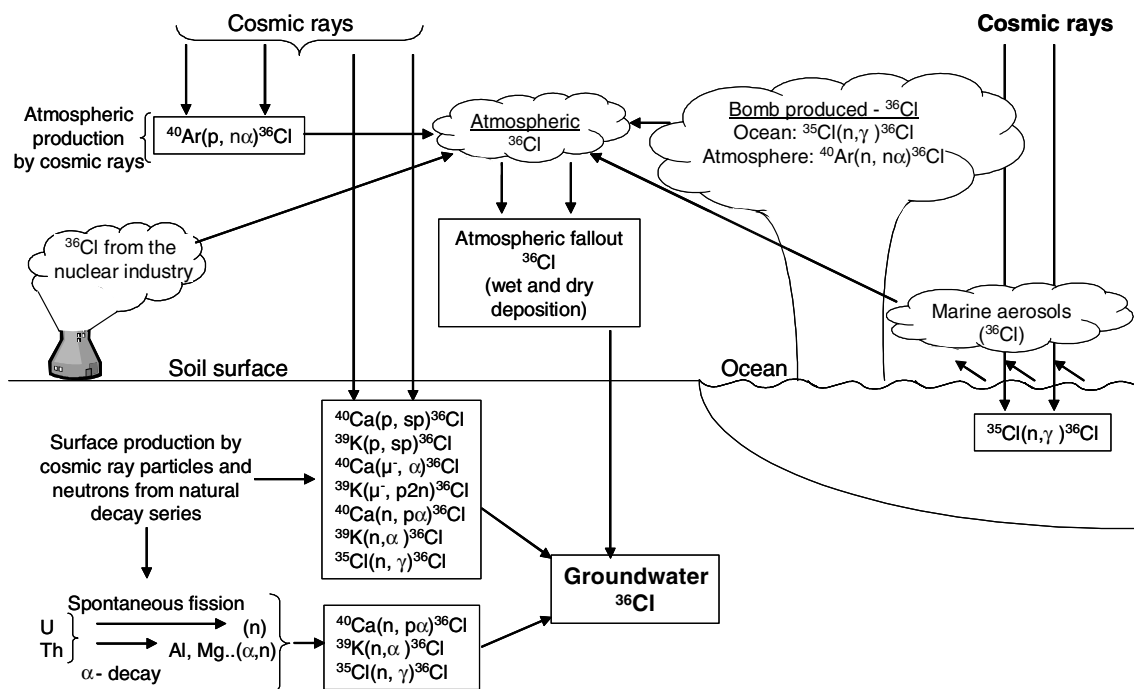 Cosmic rays
Cosmic rays
Atmospheric
production
by cosmic rays
⁴⁰Ar(p, nα)³⁶Cl
Atmospheric
³⁶Cl
Bomb produced - ³⁶Cl
Ocean: ³⁵Cl(n,γ )³⁶Cl
Atmosphere: ⁴⁰Ar(n, nα)³⁶Cl
³⁶Cl from the
nuclear industry
Atmospheric fallout
³⁶Cl
(wet and dry
deposition)
Marine aerosols
(³⁶Cl)
Soil surface
Ocean
³⁵Cl(n,γ )³⁶Cl
Surface production by
cosmic ray particles and
neutrons from natural
decay series
⁴⁰Ca(p, sp)³⁶Cl
³⁹K(p, sp)³⁶Cl
⁴⁰Ca(μ⁻, α)³⁶Cl
³⁹K(μ⁻, p2n)³⁶Cl
⁴⁰Ca(n, pα)³⁶Cl
³⁹K(n,α )³⁶Cl
³⁵Cl(n, γ)³⁶Cl
Groundwater
³⁶Cl
Spontaneous fission
U (n)
Th Al, Mg..(α,n)
α- decay
⁴⁰Ca(n, pα)³⁶Cl
³⁹K(n,α )³⁶Cl
³⁵Cl(n, γ)³⁶Cl